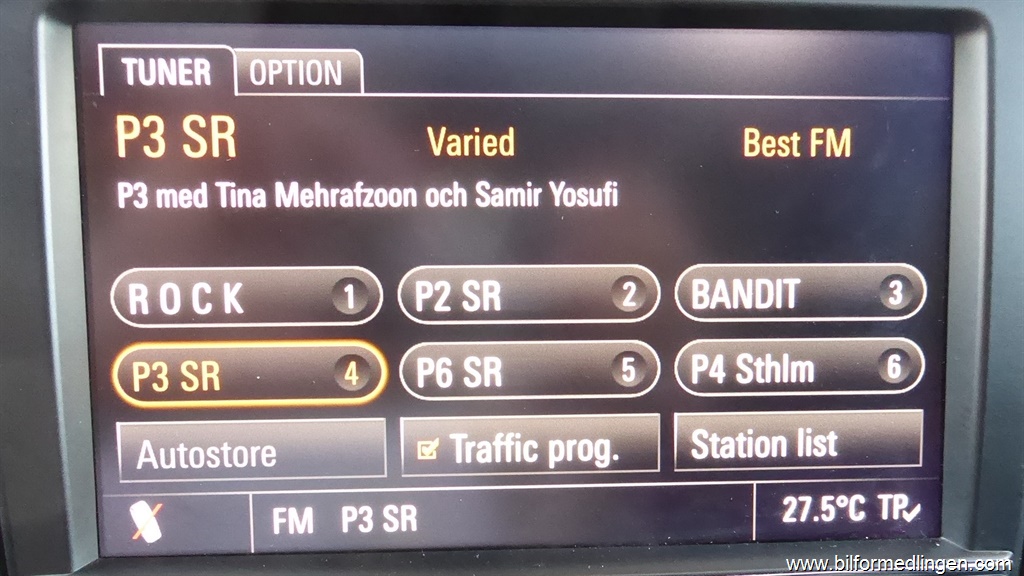 TUNER OPTION
P3 SR Varied Best FM
P3 med Tina Mehrafzoon och Samir Yosufi
ROCK 1 P2 SR 2 BANDIT 3
P3 SR 4 P6 SR 5 P4 Sthlm 6
Autostore Traffic prog. Station list
FM P3 SR 27.5°C TP
www.bilformedlingen.com